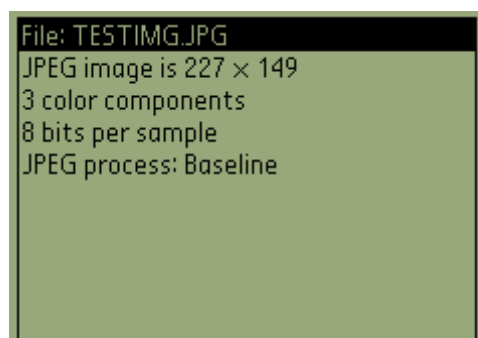 File: TESTIMG.JPG
JPEG image is 227 × 149
3 color components
8 bits per sample
JPEG process: Baseline